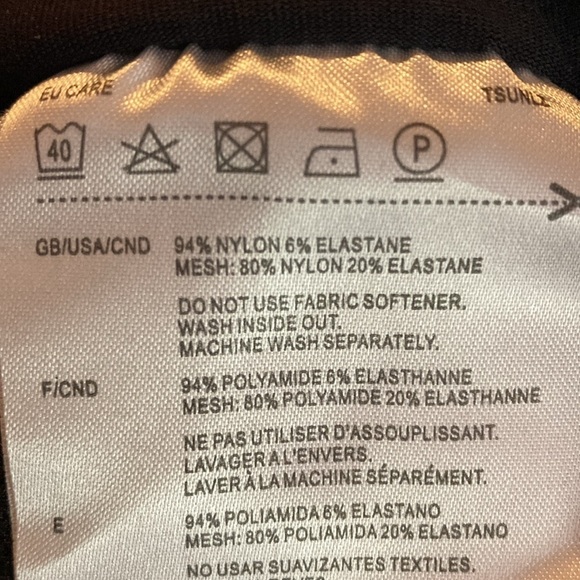 EU CARE
40
P
GB/USA/CND 94% NYLON 6% ELASTANE
MESH: 80% NYLON 20% ELASTANE
DO NOT USE FABRIC SOFTENER.
WASH INSIDE OUT.
MACHINE WASH SEPARATELY.
F/CND 94% POLYAMIDE 6% ELASTHANNE
MESH: 80% POLYAMIDE 20% ELASTHANNE
NE PAS UTILISER D'ASSOUPLISSANT.
LAVAGER A L'ENVERS.
LAVER À LA MACHINE SÉPARÉMENT.
E 94% POLIAMIDA 6% ELASTANO
MESH: 80% POLIAMIDA 20% ELASTANO
NO USAR SUAVIZANTES TEXTILES.